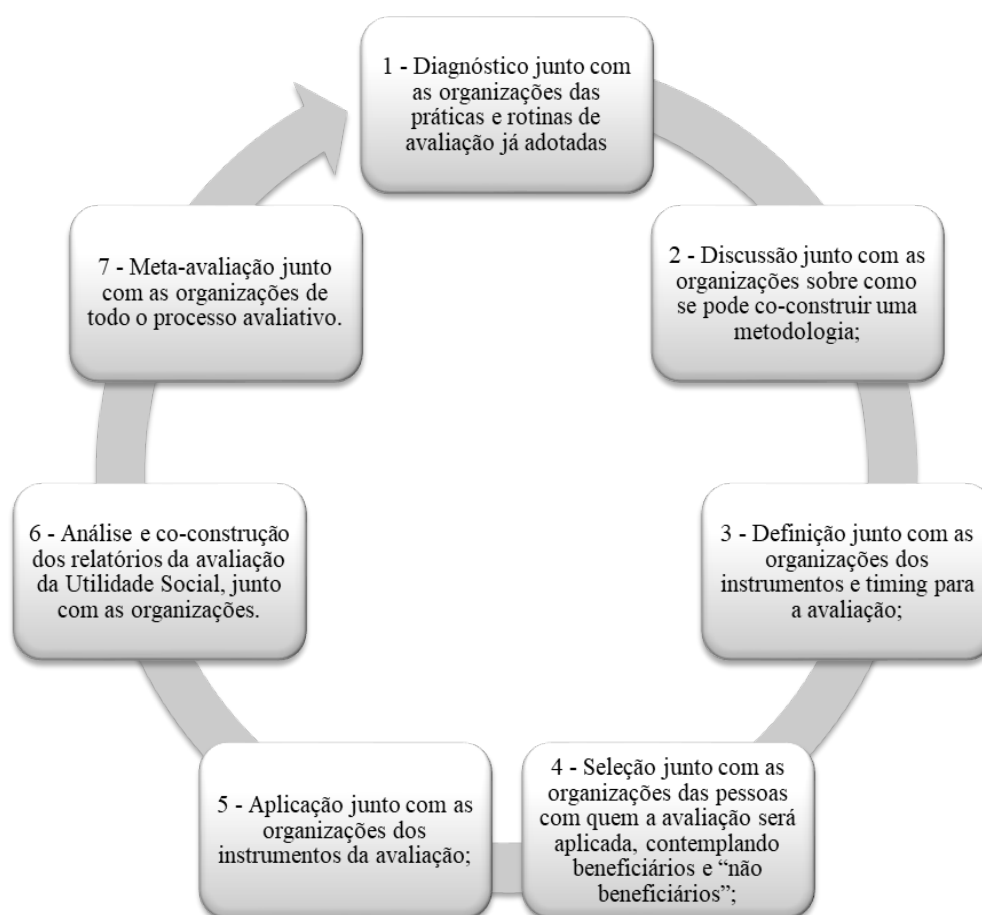 1 - Diagnóstico junto com
as organizações das
práticas e rotinas de
avaliação já adotadas
2 - Discussão junto com as
organizações sobre como
se pode co-construir uma
metodologia;
3 - Definição junto com as
organizações dos
instrumentos e timing para
a avaliação;
4 - Seleção junto com as
organizações das pessoas
com quem a avaliação será
aplicada, contemplando
beneficiários e “não
beneficiários”;
5 - Aplicação junto com as
organizações dos
instrumentos da avaliação;
6 - Análise e co-construção
dos relatórios da avaliação
da Utilidade Social, junto
com as organizações.
7 - Meta-avaliação junto
com as organizações de
todo o processo avaliativo.